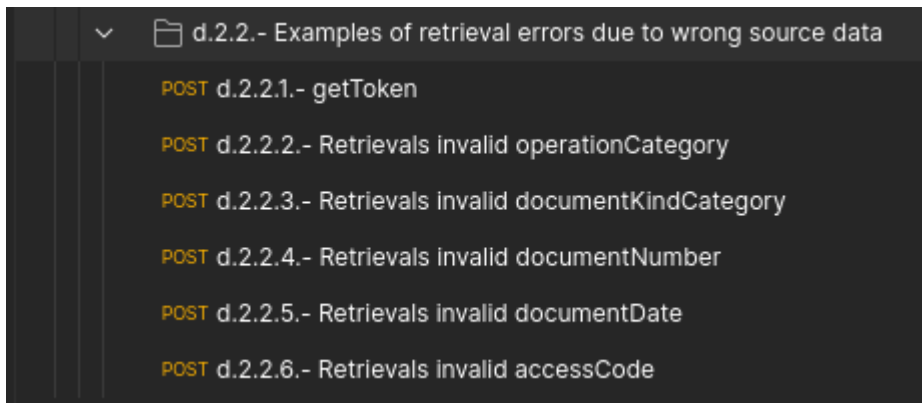 d.2.2.- Examples of retrieval errors due to wrong source data
POST d.2.2.1.- getToken
POST d.2.2.2.- Retrievals invalid operationCategory
POST d.2.2.3.- Retrievals invalid documentKindCategory
POST d.2.2.4.- Retrievals invalid documentNumber
POST d.2.2.5.- Retrievals invalid documentDate
POST d.2.2.6.- Retrievals invalid accessCode